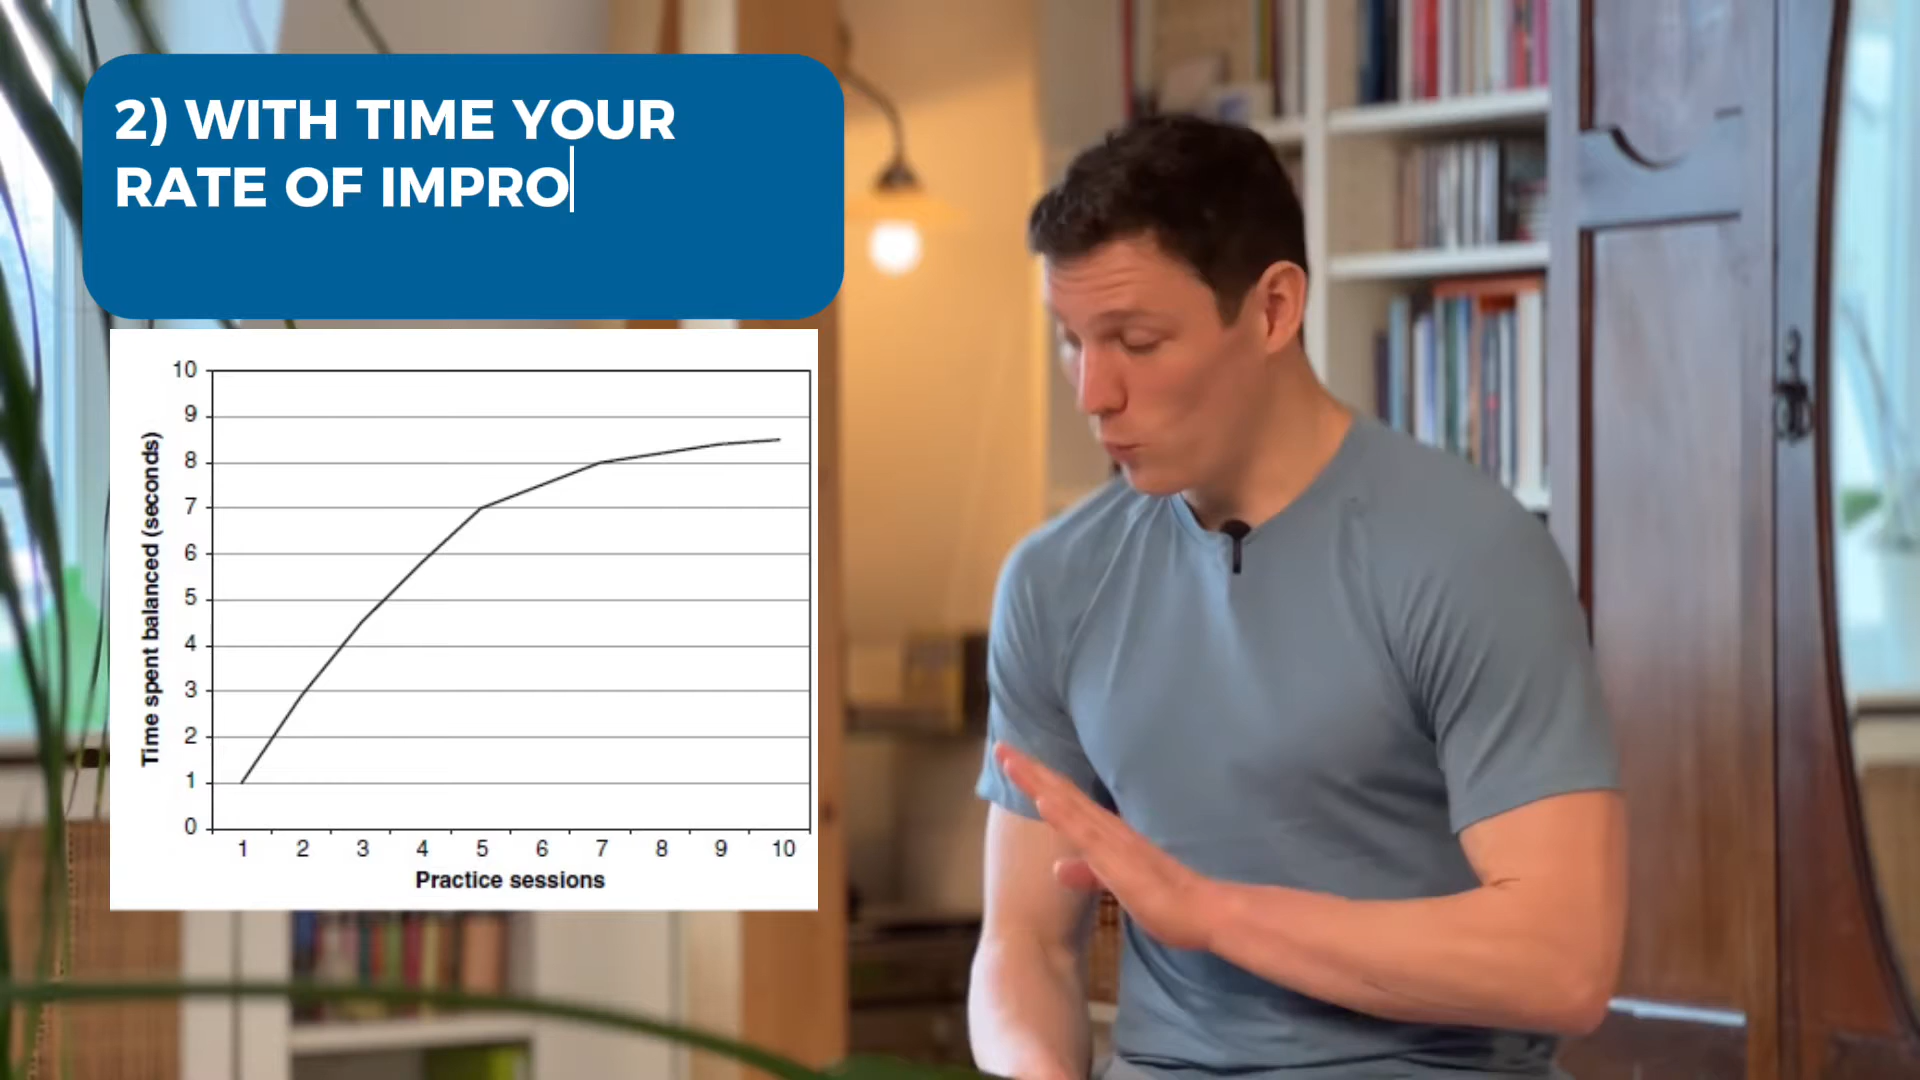 2) WITH TIME YOUR
RATE OF IMPRO
10
9
8
7
6
5
4
3
2
1
0
Time spent balanced (seconds)
1 2 3 4 5 6 7 8 9 10
Practice sessions